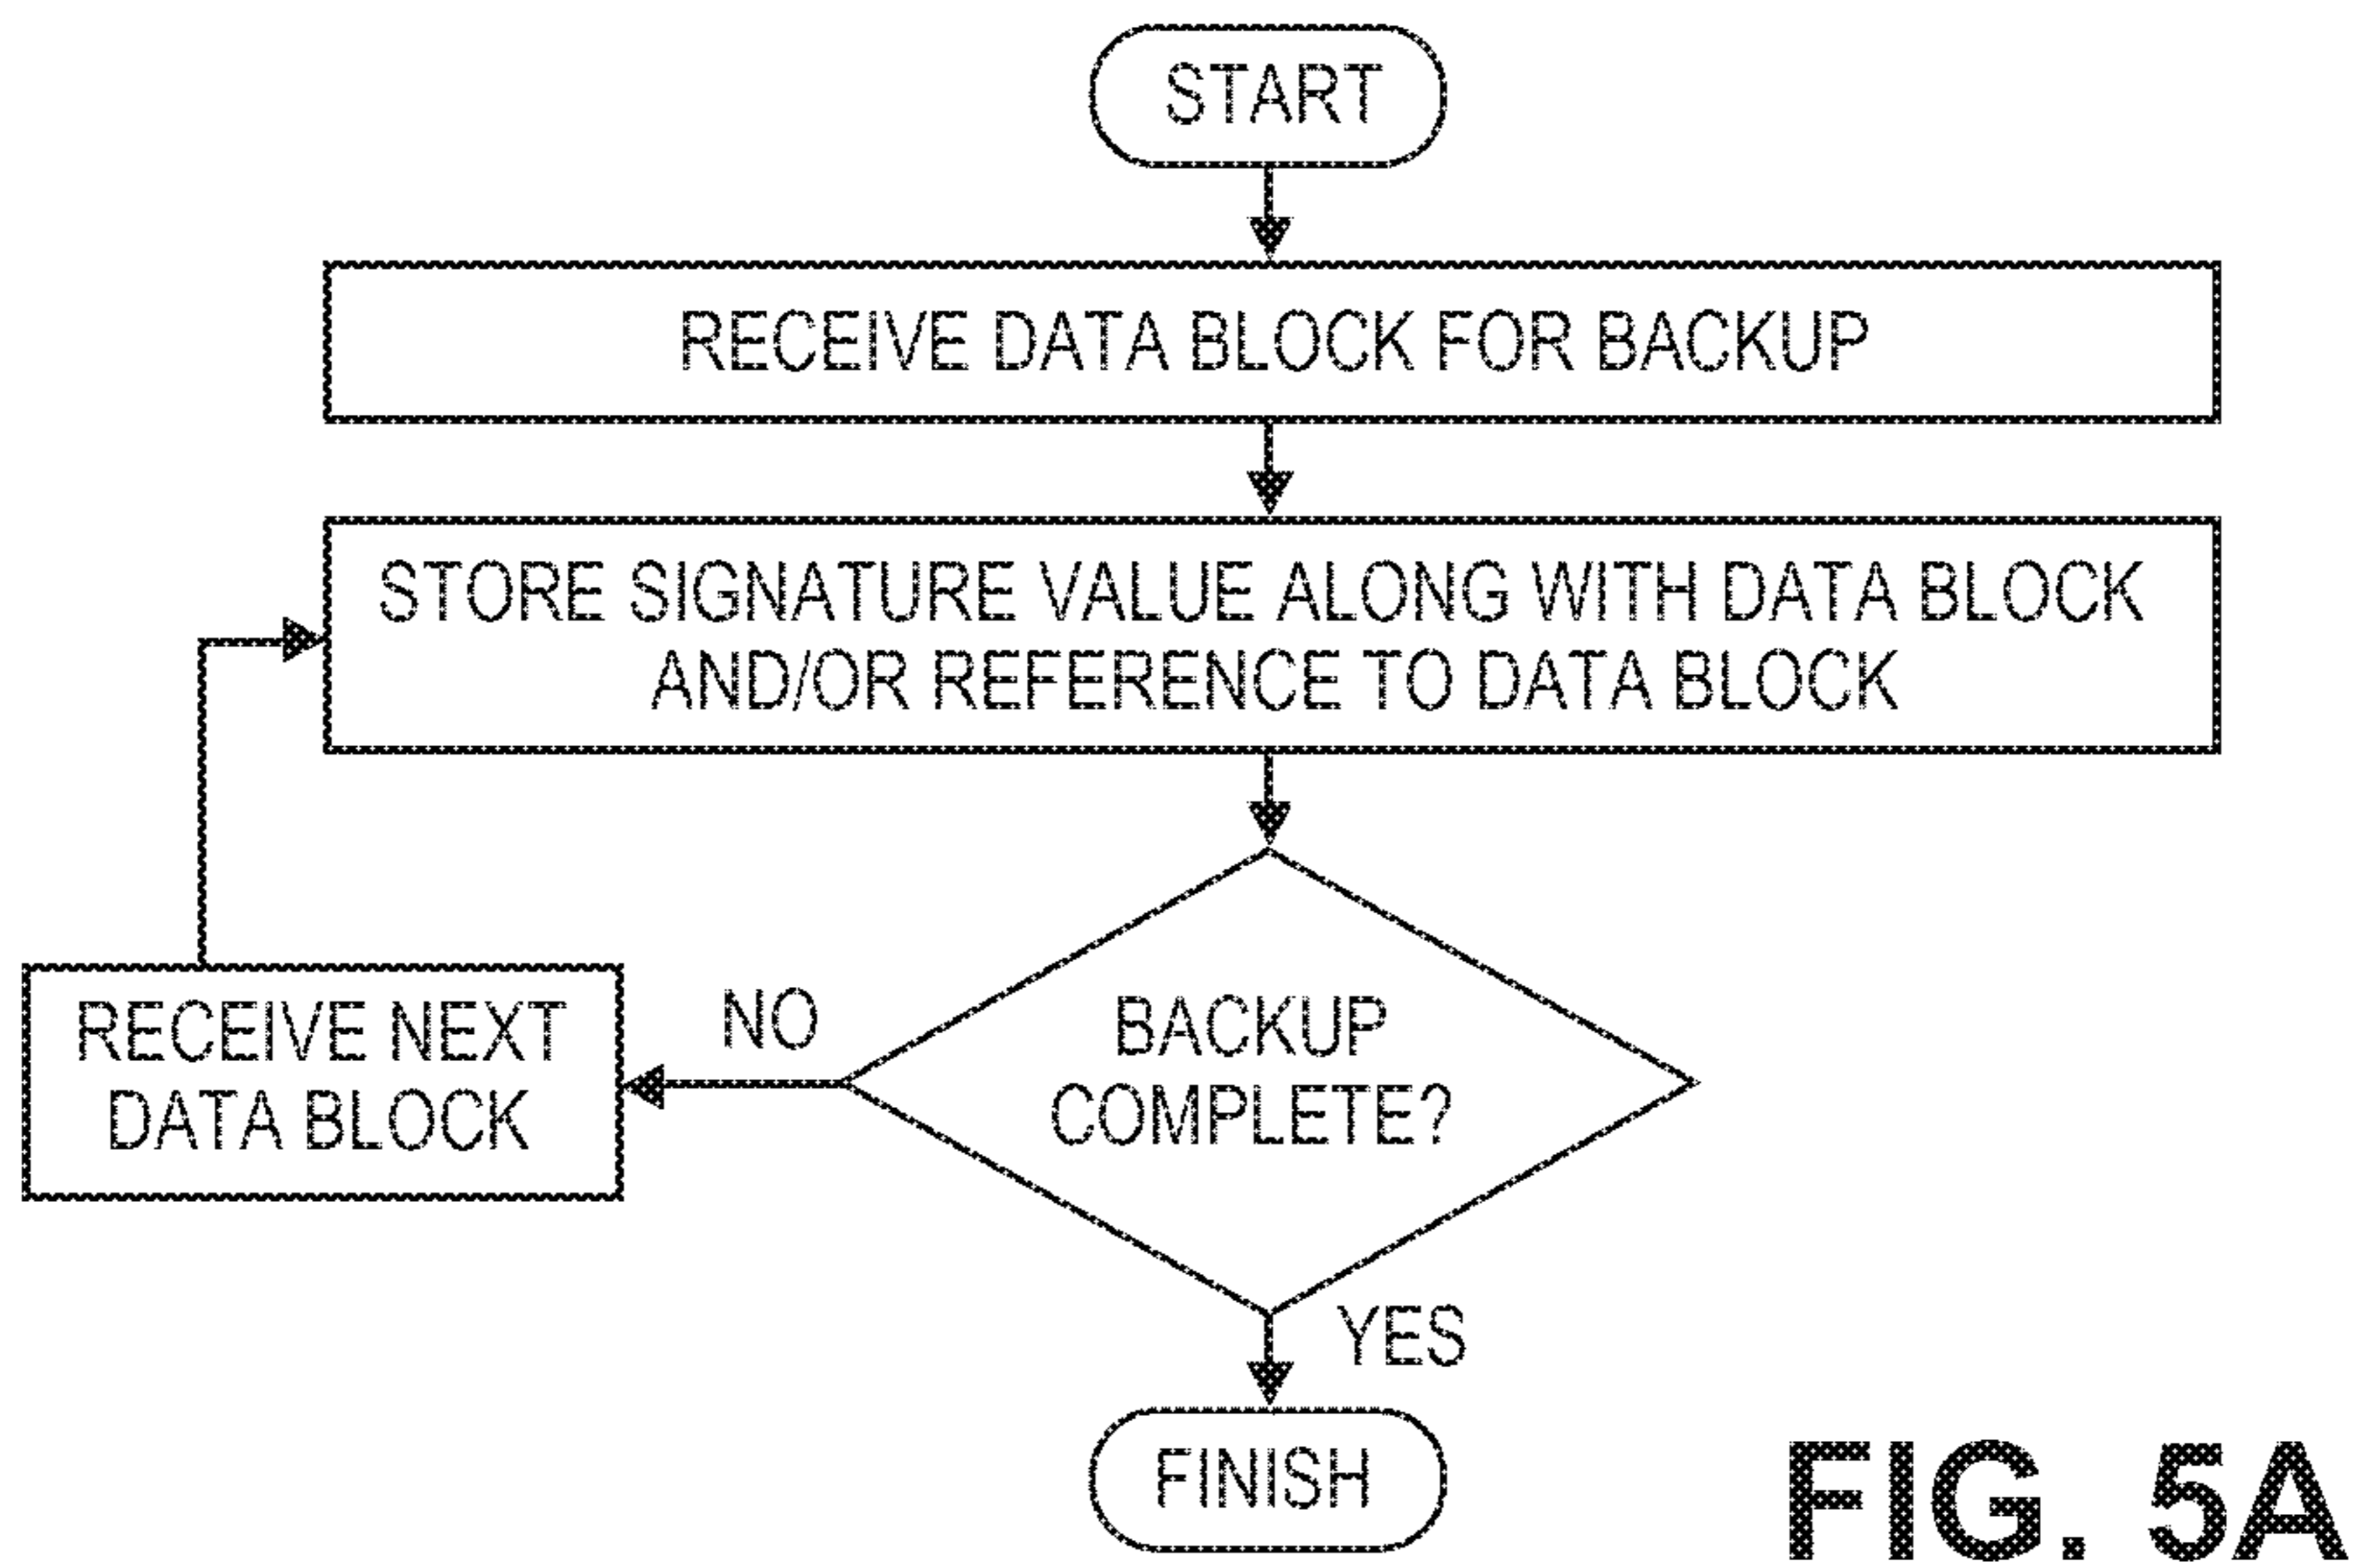 START
RECEIVE DATA BLOCK FOR BACKUP
STORE SIGNATURE VALUE ALONG WITH DATA BLOCK
AND/OR REFERENCE TO DATA BLOCK
BACKUP
COMPLETE?
NO
RECEIVE NEXT
DATA BLOCK
YES
FINISH
FIG. 5A